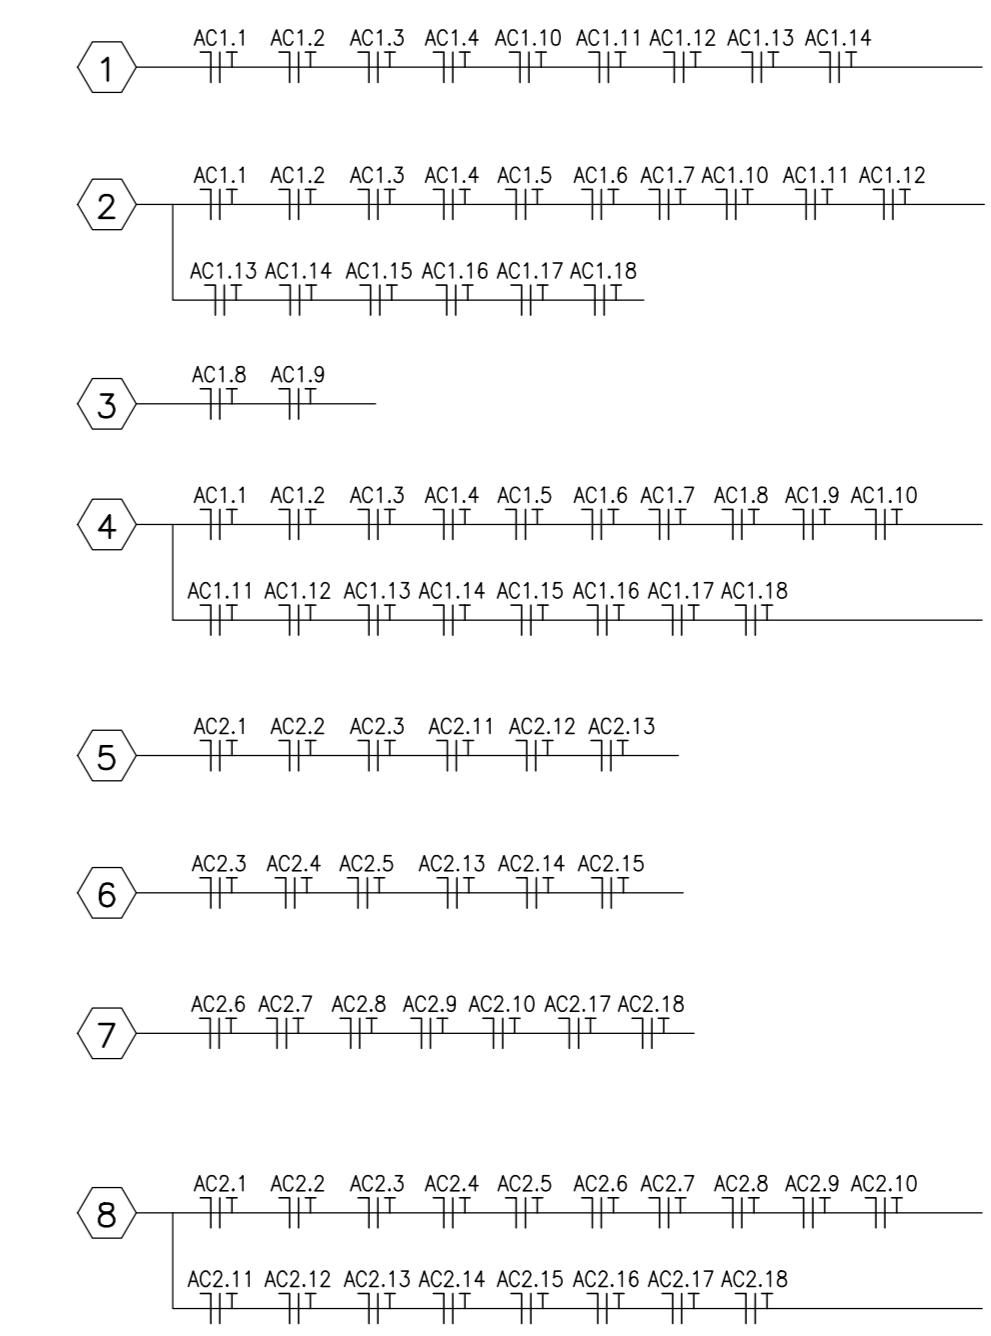 AC1.1 AC1.2 AC1.3 AC1.4 AC1.10 AC1.11 AC1.12 AC1.13 AC1.14
1
AC1.1 AC1.2 AC1.3 AC1.4 AC1.5 AC1.6 AC1.7 AC1.10 AC1.11 AC1.12
2
AC1.13 AC1.14 AC1.15 AC1.16 AC1.17 AC1.18
AC1.8 AC1.9
3
AC1.1 AC1.2 AC1.3 AC1.4 AC1.5 AC1.6 AC1.7 AC1.8 AC1.9 AC1.10
4
AC1.11 AC1.12 AC1.13 AC1.14 AC1.15 AC1.16 AC1.17 AC1.18
AC2.1 AC2.2 AC2.3 AC2.11 AC2.12 AC2.13
5
AC2.3 AC2.4 AC2.5 AC2.13 AC2.14 AC2.15
6
AC2.6 AC2.7 AC2.8 AC2.9 AC2.10 AC2.17 AC2.18
7
AC2.1 AC2.2 AC2.3 AC2.4 AC2.5 AC2.6 AC2.7 AC2.8 AC2.9 AC2.10
8
AC2.11 AC2.12 AC2.13 AC2.14 AC2.15 AC2.16 AC2.17 AC2.18